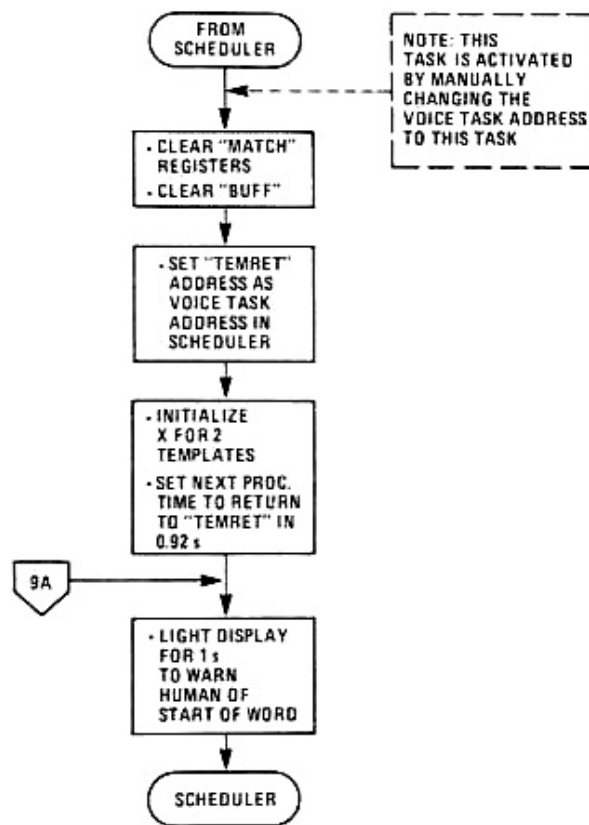 FROM
SCHEDULER
NOTE: THIS
TASK IS ACTIVATED
BY MANUALLY
CHANGING THE
VOICE TASK ADDRESS
TO THIS TASK
• CLEAR "MATCH"
REGISTERS
• CLEAR "BUFF"
• SET "TEMRET"
ADDRESS AS
VOICE TASK
ADDRESS IN
SCHEDULER
• INITIALIZE
X FOR 2
TEMPLATES
• SET NEXT PROC.
TIME TO RETURN
TO "TEMRET" IN
0.92 s
9A
• LIGHT DISPLAY
FOR 1 s
TO WARN
HUMAN OF
START OF WORD
SCHEDULER